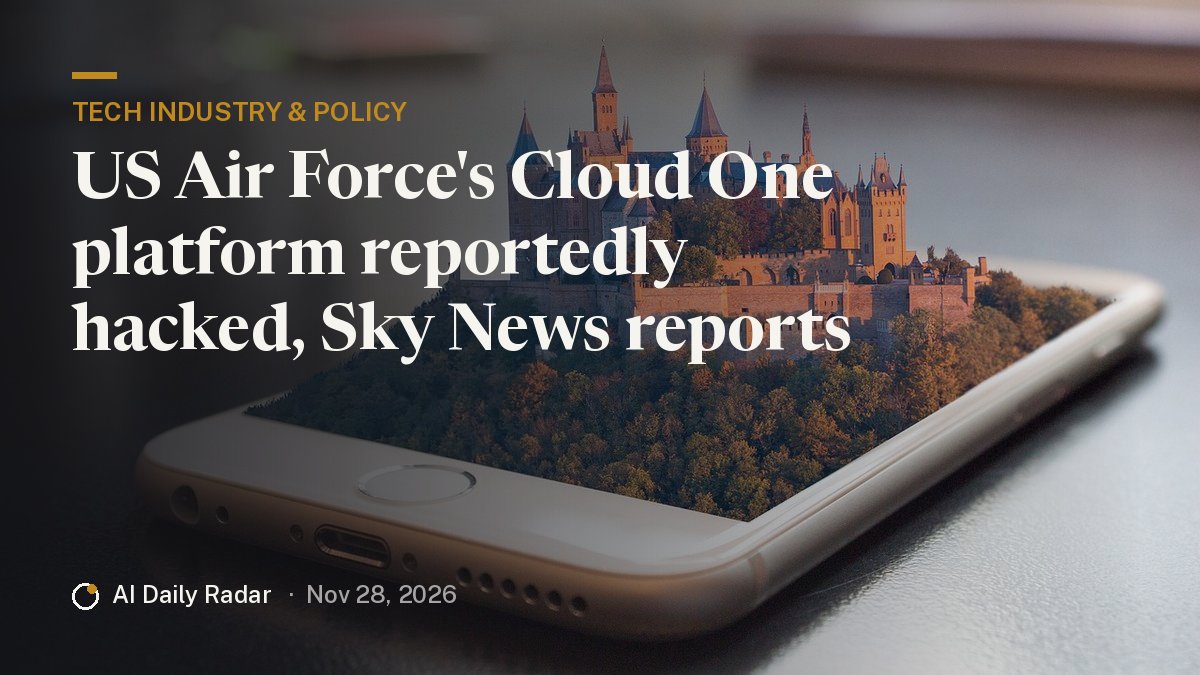 TECH INDUSTRY & POLICY
US Air Force's Cloud One
platform reportedly
hacked, Sky News reports
AI Daily Radar · Nov 28, 2026